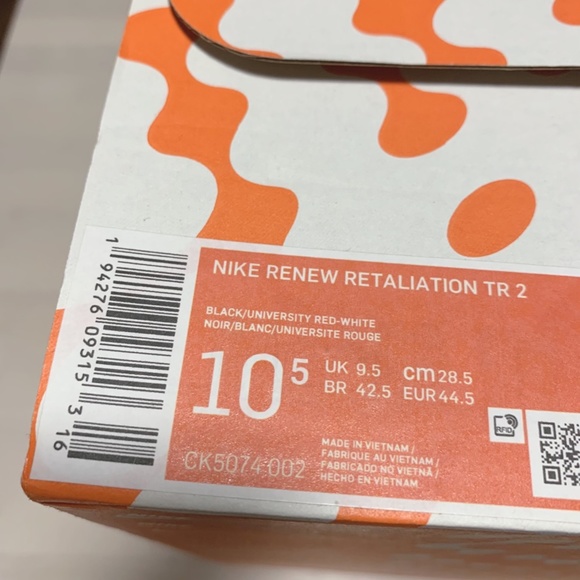 NIKE RENEW RETALIATION TR 2
BLACK/UNIVERSITY RED-WHITE
NOIR/BLANC/UNIVERSITE ROUGE
10 5
UK 9.5 cm 28.5
BR 42.5 EUR 44.5
RFID
CK5074 002
MADE IN VIETNAM /
FABRIQUE AU VIETNAM /
FABRICADO NO VIETNÃ /
HECHO EN VIETNAM
1 94276 09315 3 16